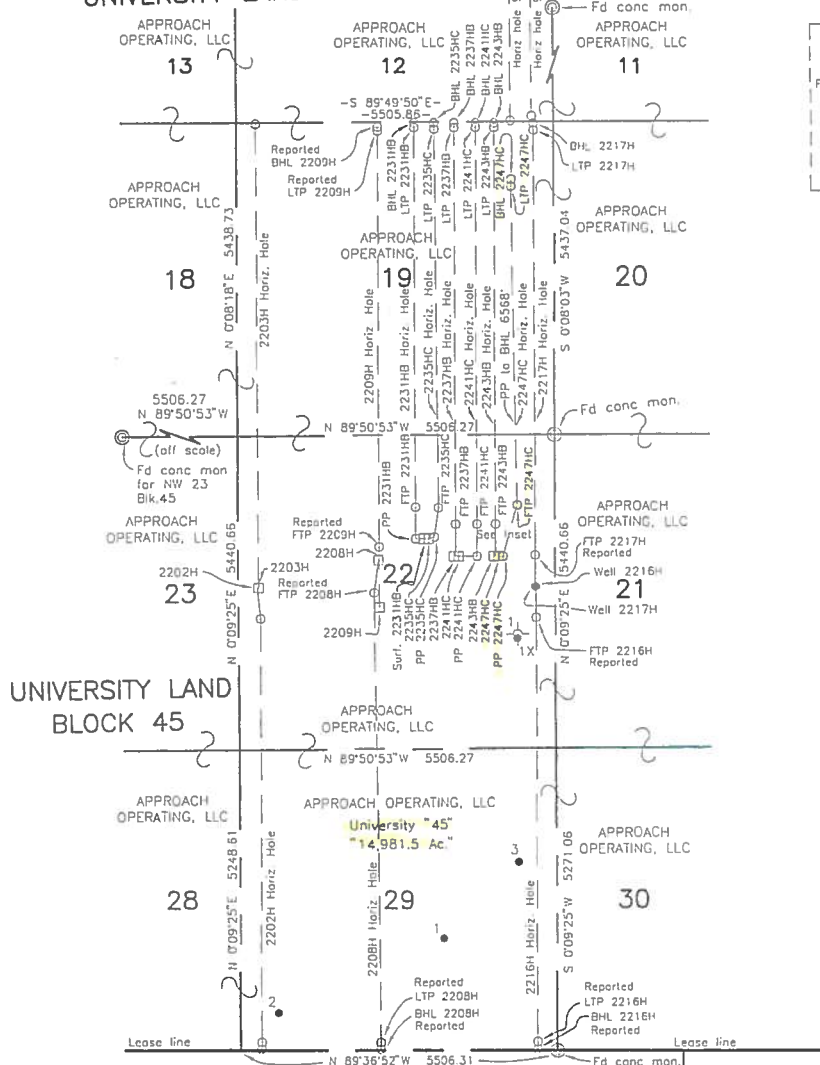 UNIVERSITY LAND
APPROACH
OPERATING, LLC
13
APPROACH
OPERATING, LLC
12
APPROACH
OPERATING, LLC
11
Fd conc mon.
Horiz hole
Horiz hole
S 89°49'50"E
5505.86
BHL 2235HC
BHL 2237HB
BHL 2241HC
BHL 2243HB
Reported
BHL 2209H
Reported
LTP 2209H
BHL 2231HB
LTP 2231HB
LTP 2235HC
LTP 2237HB
LTP 2241HC
LTP 2243HB
BHL 2247HC
LTP 2247HC
BHL 2217H
LTP 2217H
APPROACH
OPERATING, LLC
18
N 0°08'18"E 5438.73
2203H Horiz. Hole
APPROACH
OPERATING, LLC
19
2209H Horiz Hole
2231HB Horiz Hole
2235HC Horiz. Hole
2237HB Horiz. Hole
2241HC Horiz. Hole
2243HB Horiz. Hole
PP to BHL 6568'
2247HC Horiz. Hole
2217H Horiz. Hole
APPROACH
OPERATING, LLC
20
S 0°08'03"W 5437.04
5506.27
N 89°50'53"W
(off scale)
Fd conc mon
for NW 23
Blk.45
N 89°50'53"W 5506.27
Fd conc mon.
APPROACH
OPERATING, LLC
23
N 0°09'25"E 5440.66
2202H
2203H
Reported
FTP 2209H
2208H
Reported
FTP 2208H
2209H
PP 2231HB
FTP 2231HB
FTP 2235HC
FTP 2237HB
FTP 2241HC
FTP 2243HB
FTP 2247HC
See Inset
22
Surf. 2231HB
2235HC
PP 2235HC
2237HB
2241HC
PP 2241HC
2243HB
2247HC
PP 2247HC
1
1X
APPROACH
OPERATING, LLC
21
N 0°09'25"E 5440.66
FTP 2217H
Reported
Well 2216H
Well 2217H
FTP 2216H
Reported
UNIVERSITY LAND
BLOCK 45
APPROACH
OPERATING, LLC
N 89°50'53"W 5506.27
APPROACH
OPERATING, LLC
28
N 0°09'25"E 5248.61
2202H Horiz Hole
2
APPROACH OPERATING, LLC
University "45"
"14,981.5 Ac."
29
2208H Horiz Hole
1
3
2216H Horiz. Hole
APPROACH
OPERATING, LLC
30
S 0°09'25"W 5271.06
Reported
LTP 2208H
BHL 2208H
Reported
Reported
LTP 2216H
BHL 2216H
Reported
Lease line
N 89°36'52"W 5506.31
Lease line
Fd conc mon.